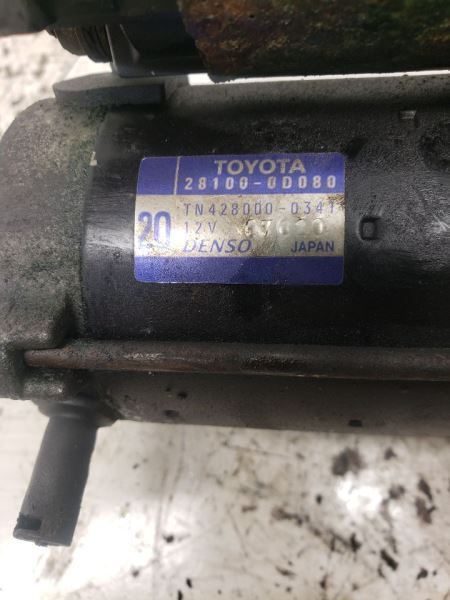 TOYOTA
28100-0D080
TN428000-0341
20
12V
DENSO JAPAN